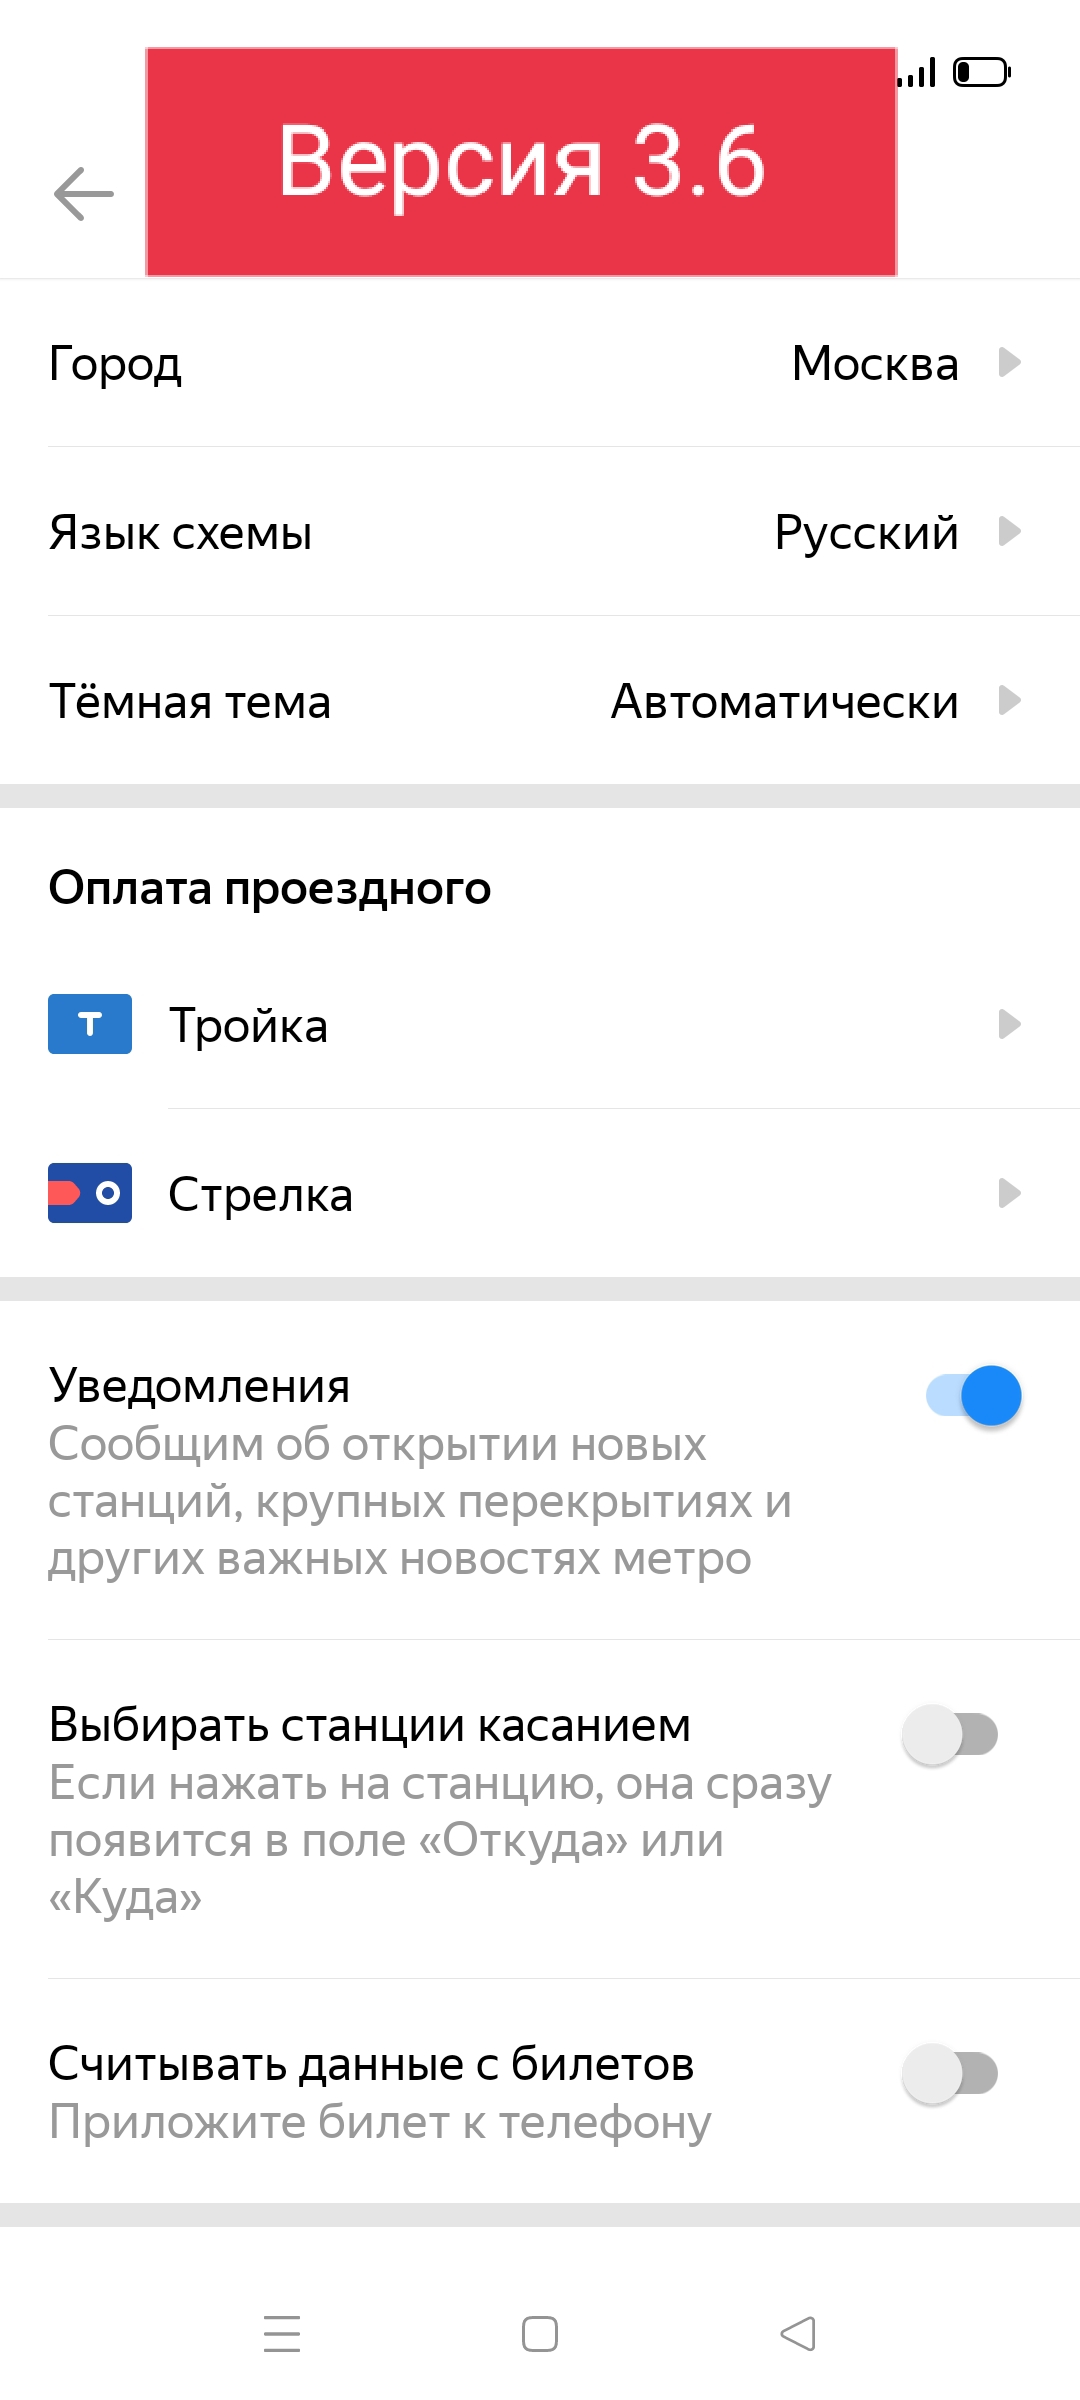 Версия 3.6
Город
Москва
Язык схемы
Русский
Тёмная тема
Автоматически
Оплата проездного
Т
Тройка
Стрелка
Уведомления
Сообщим об открытии новых
станций, крупных перекрытиях и
других важных новостях метро
Выбирать станции касанием
Если нажать на станцию, она сразу
появится в поле «Откуда» или
«Куда»
Считывать данные с билетов
Приложите билет к телефону